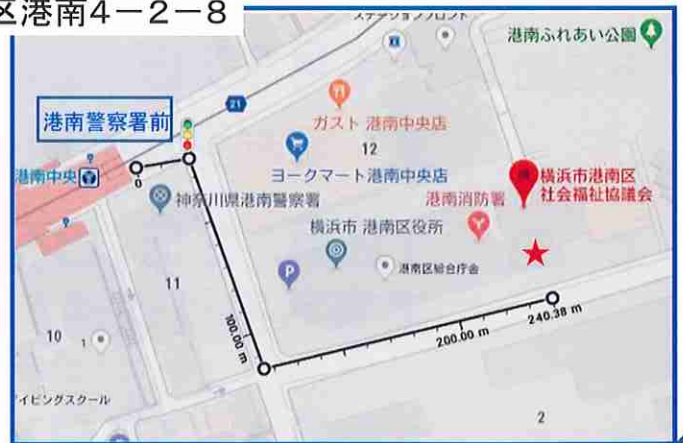 区港南4-2-8
ステーションフロント
港南ふれあい公園
21
港南警察署前
ガスト 港南中央店
12
港南中央
ヨークマート港南中央店
横浜市港南区
社会福祉協議会
0
神奈川県港南警察署
港南消防署
横浜市 港南区役所
P
港南区総合庁舎
11
100.00 m
240.38 m
200.00 m
10
1
イビングスクール
2